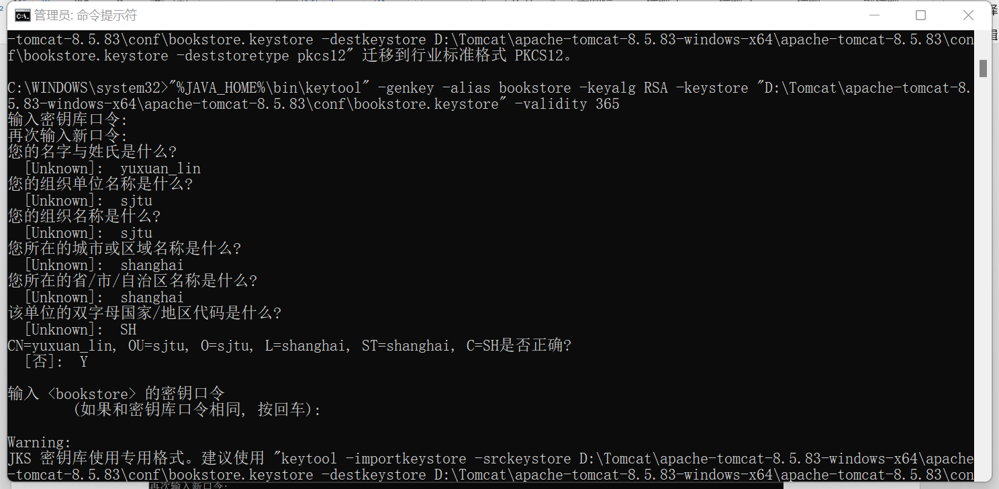 管理员: 命令提示符
-tomcat-8.5.83\conf\bookstore.keystore -destkeystore D:\Tomcat\apache-tomcat-8.5.83-windows-x64\apache-tomcat-8.5.83\con
f\bookstore.keystore -deststoretype pkcs12" 迁移到行业标准格式 PKCS12。
C:\WINDOWS\system32>"%JAVA_HOME%\bin\keytool" -genkey -alias bookstore -keyalg RSA -keystore "D:\Tomcat\apache-tomcat-8.
5.83-windows-x64\apache-tomcat-8.5.83\conf\bookstore.keystore" -validity 365
输入密钥库口令:
再次输入新口令:
您的名字与姓氏是什么?
[Unknown]:  yuxuan_lin
您的组织单位名称是什么?
[Unknown]:  sjtu
您的组织名称是什么?
[Unknown]:  sjtu
您所在的城市或区域名称是什么?
[Unknown]:  shanghai
您所在的省/市/自治区名称是什么?
[Unknown]:  shanghai
该单位的双字母国家/地区代码是什么?
[Unknown]:  SH
CN=yuxuan_lin, OU=sjtu, O=sjtu, L=shanghai, ST=shanghai, C=SH是否正确?
[否]:  Y
输入 <bookstore> 的密钥口令
(如果和密钥库口令相同, 按回车):
Warning:
JKS 密钥库使用专用格式。建议使用 "keytool -importkeystore -srckeystore D:\Tomcat\apache-tomcat-8.5.83-windows-x64\apache
-tomcat-8.5.83\conf\bookstore.keystore -destkeystore D:\Tomcat\apache-tomcat-8.5.83-windows-x64\apache-tomcat-8.5.83\con
再次输入新口令: